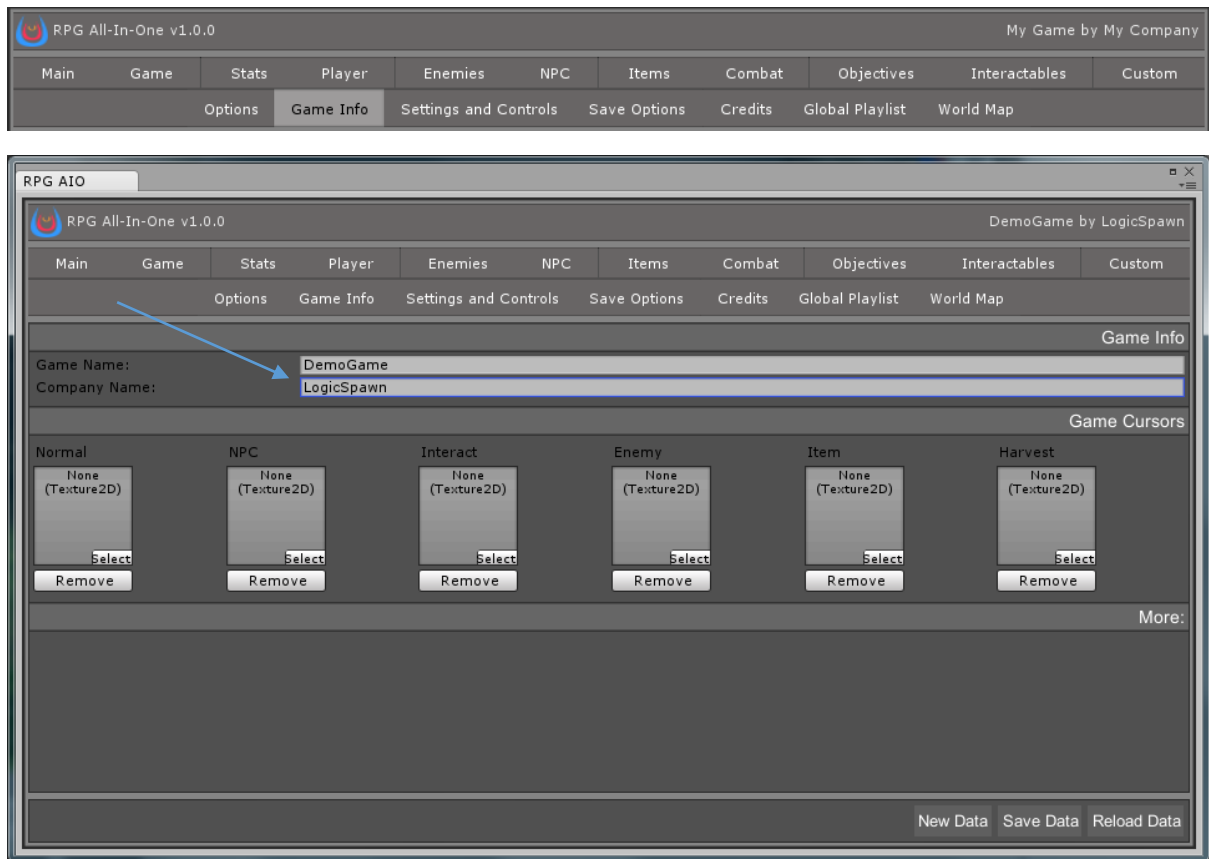 RPG All-In-One v1.0.0 My Game by My Company
Main Game Stats Player Enemies NPC Items Combat Objectives Interactables Custom
Options Game Info Settings and Controls Save Options Credits Global Playlist World Map
RPG AIO
RPG All-In-One v1.0.0 DemoGame by LogicSpawn
Main Game Stats Player Enemies NPC Items Combat Objectives Interactables Custom
Options Game Info Settings and Controls Save Options Credits Global Playlist World Map
Game Info
Game Name: DemoGame
Company Name: LogicSpawn
Game Cursors
Normal NPC Interact Enemy Item Harvest
None None None None None None
(Texture2D) (Texture2D) (Texture2D) (Texture2D) (Texture2D) (Texture2D)
Select Select Select Select Select Select
Remove Remove Remove Remove Remove Remove
More:
New Data Save Data Reload Data